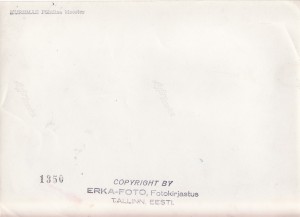 1350
COPYRIGHT BY
ERKA-FOTO, Fotokirjastus
TALLINN. EESTI.